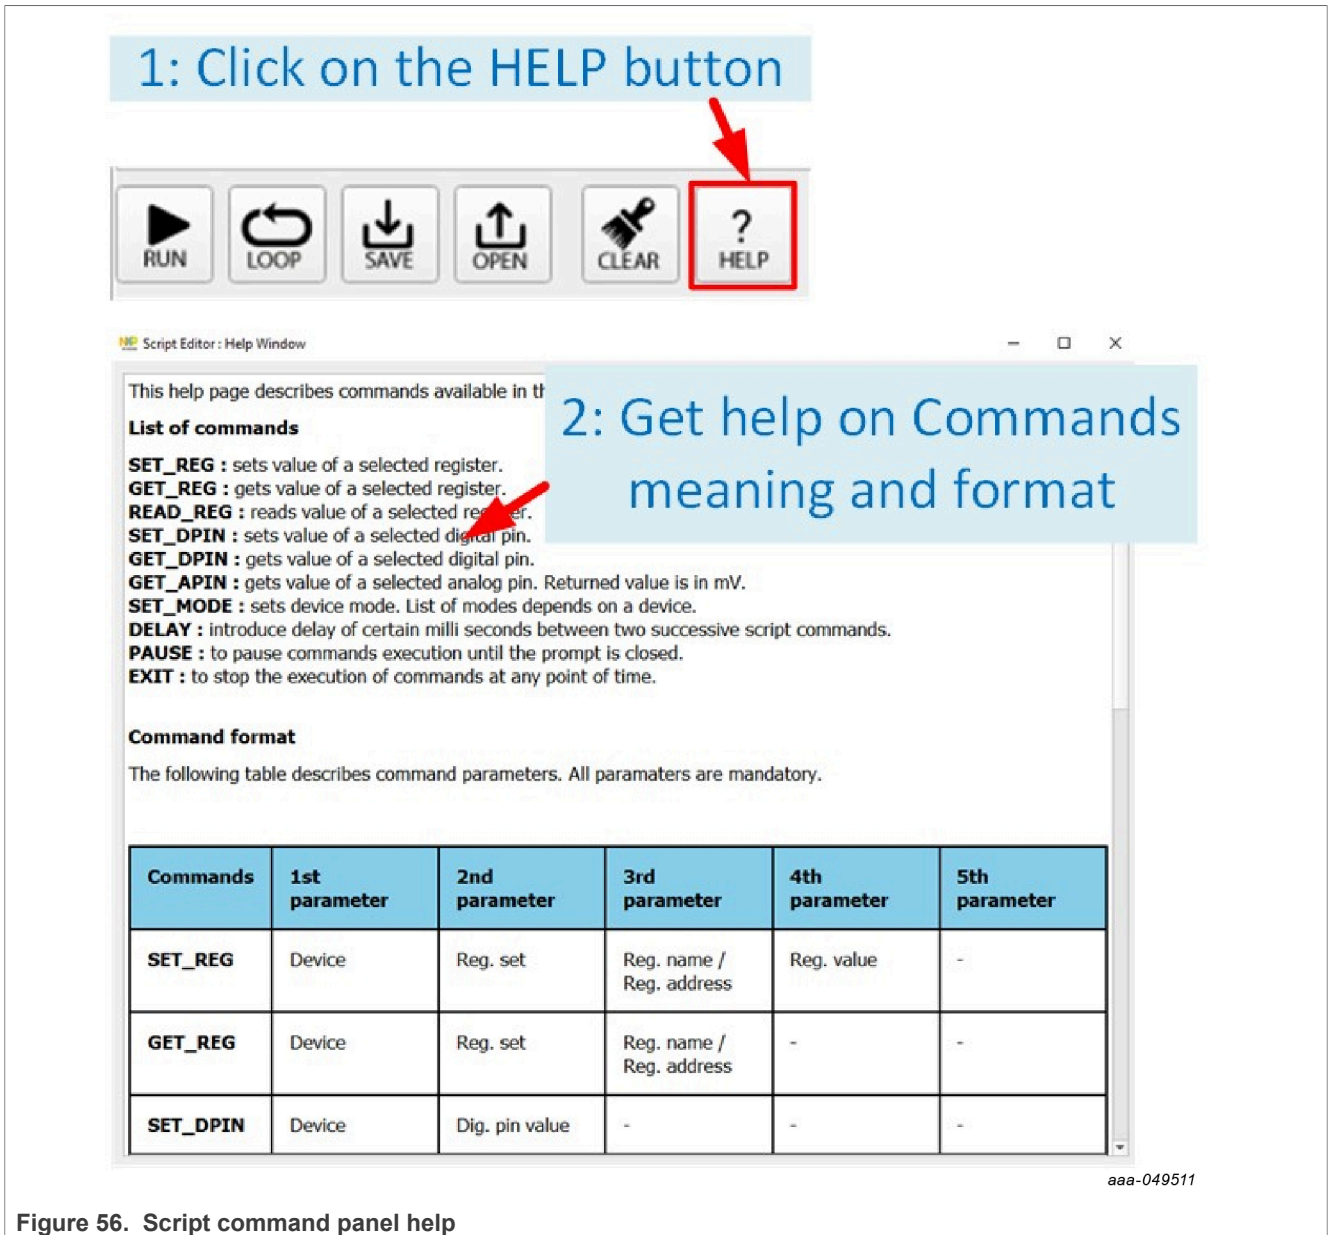 1: Click on the HELP button
RUN LOOP SAVE OPEN CLEAR ? HELP
NXP Script Editor : Help Window
This help page describes commands available in th
2: Get help on Commands
meaning and format
List of commands
SET_REG : sets value of a selected register.
GET_REG : gets value of a selected register.
READ_REG : reads value of a selected register.
SET_DPIN : sets value of a selected digital pin.
GET_DPIN : gets value of a selected digital pin.
GET_APIN : gets value of a selected analog pin. Returned value is in mV.
SET_MODE : sets device mode. List of modes depends on a device.
DELAY : introduce delay of certain milli seconds between two successive script commands.
PAUSE : to pause commands execution until the prompt is closed.
EXIT : to stop the execution of commands at any point of time.
Command format
The following table describes command parameters. All paramaters are mandatory.
Commands 1st parameter 2nd parameter 3rd parameter 4th parameter 5th parameter
SET_REG Device Reg. set Reg. name / Reg. address Reg. value -
GET_REG Device Reg. set Reg. name / Reg. address - -
SET_DPIN Device Dig. pin value - - -
aaa-049511
Figure 56. Script command panel help